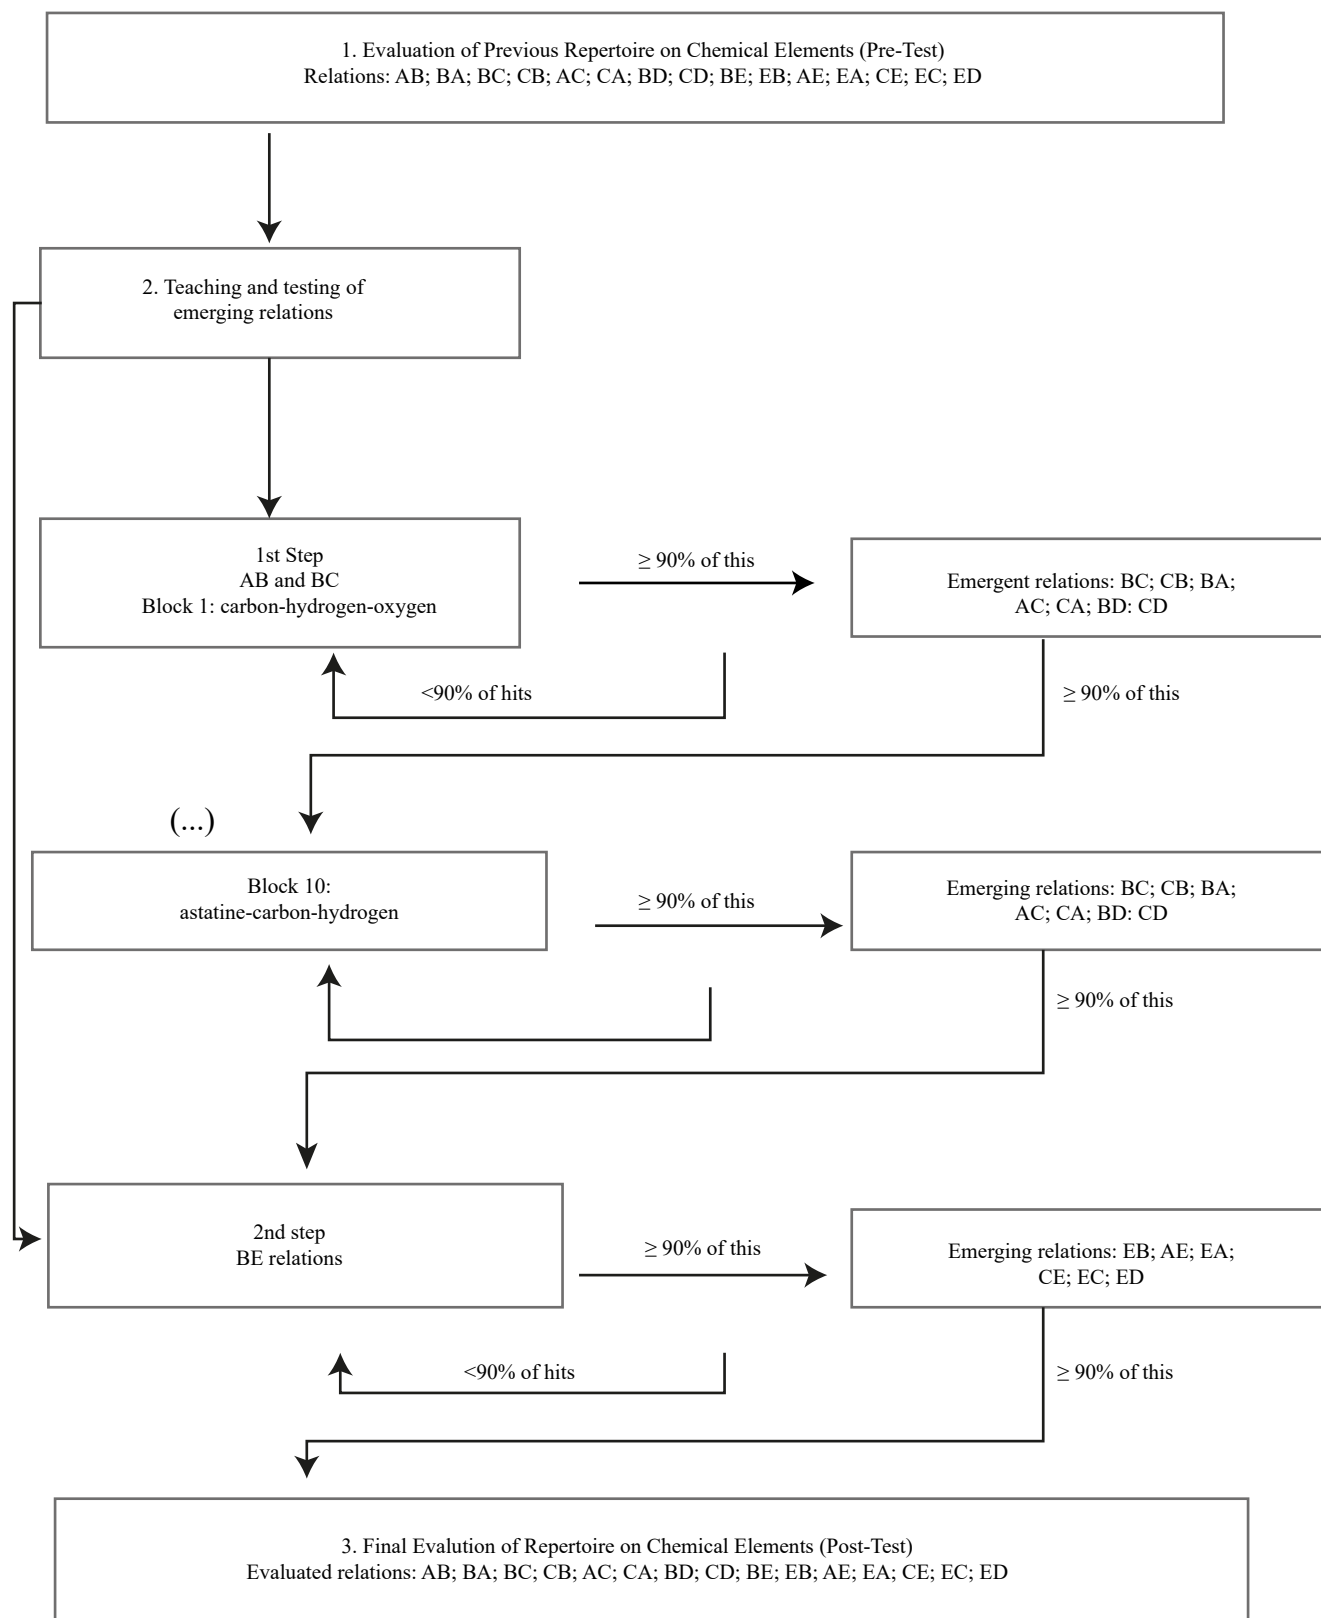 1. Evaluation of Previous Repertoire on Chemical Elements (Pre-Test)
Relations: AB; BA; BC; CB; AC; CA; BD; CD; BE; EB; AE; EA; CE; EC; ED
2. Teaching and testing of
emerging relations
1st Step
AB and BC
Block 1: carbon-hydrogen-oxygen
≥ 90% of this
Emergent relations: BC; CB; BA;
AC; CA; BD: CD
<90% of hits
≥ 90% of this
(...)
Block 10:
astatine-carbon-hydrogen
≥ 90% of this
Emerging relations: BC; CB; BA;
AC; CA; BD: CD
≥ 90% of this
2nd step
BE relations
≥ 90% of this
Emerging relations: EB; AE; EA;
CE; EC; ED
<90% of hits
≥ 90% of this
3. Final Evalution of Repertoire on Chemical Elements (Post-Test)
Evaluated relations: AB; BA; BC; CB; AC; CA; BD; CD; BE; EB; AE; EA; CE; EC; ED